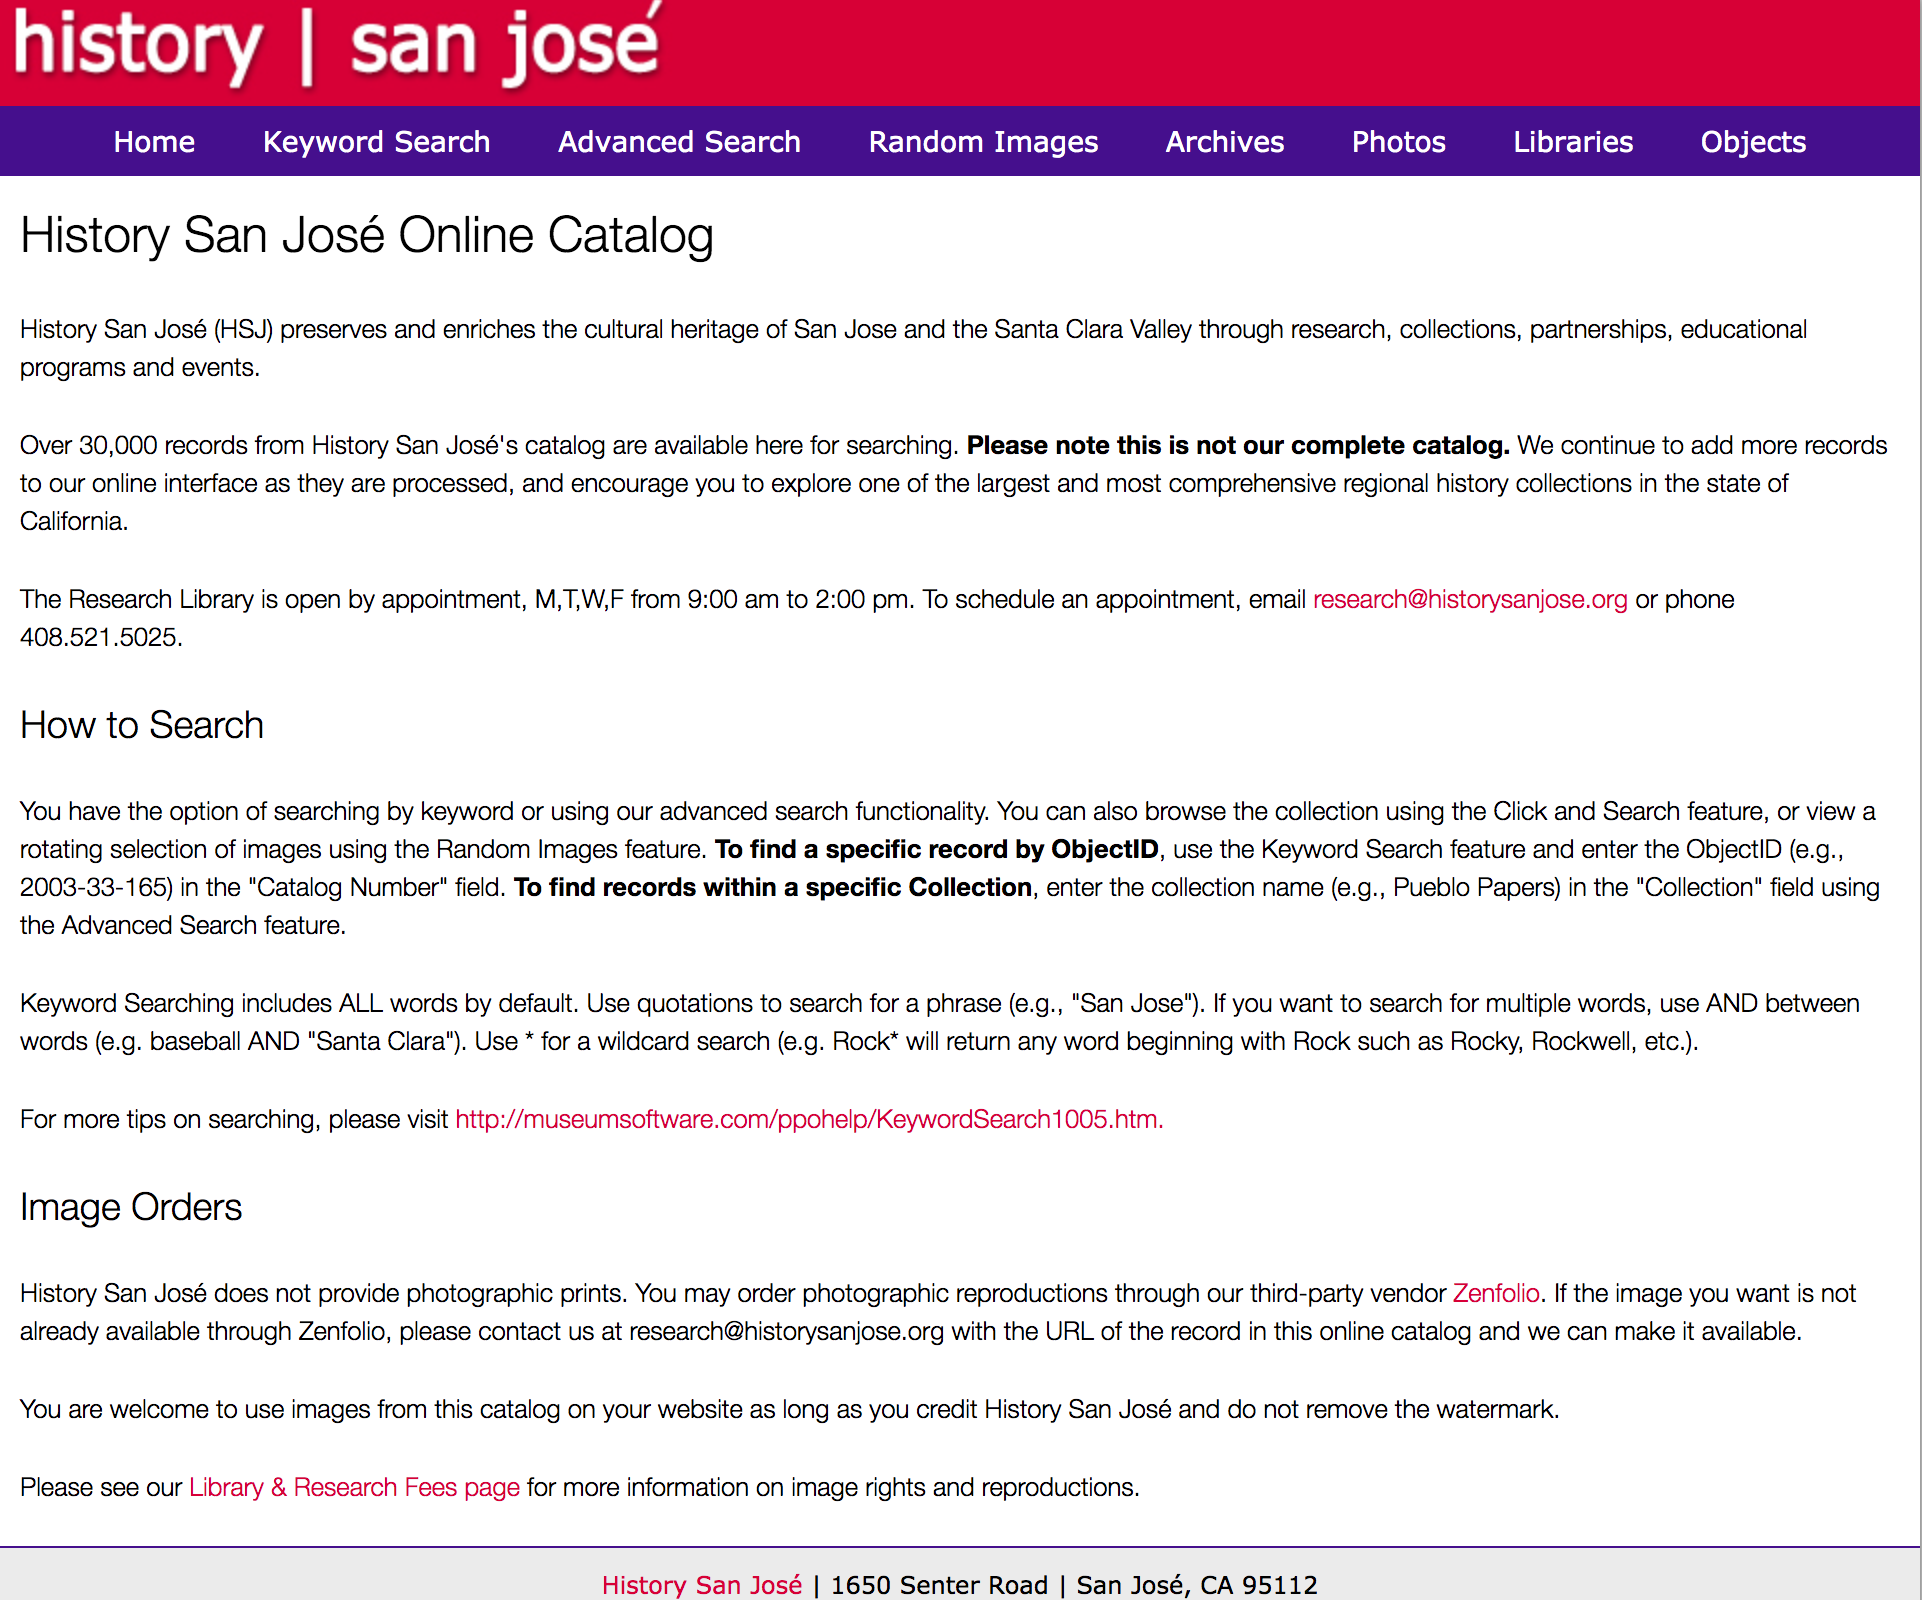 history | san josé
Home Keyword Search Advanced Search Random Images Archives Photos Libraries Objects
History San José Online Catalog
History San José (HSJ) preserves and enriches the cultural heritage of San Jose and the Santa Clara Valley through research, collections, partnerships, educational
programs and events.
Over 30,000 records from History San José's catalog are available here for searching. Please note this is not our complete catalog. We continue to add more records
to our online interface as they are processed, and encourage you to explore one of the largest and most comprehensive regional history collections in the state of
California.
The Research Library is open by appointment, M,T,W,F from 9:00 am to 2:00 pm. To schedule an appointment, email research@historysanjose.org or phone
408.521.5025.
How to Search
You have the option of searching by keyword or using our advanced search functionality. You can also browse the collection using the Click and Search feature, or view a
rotating selection of images using the Random Images feature. To find a specific record by ObjectID, use the Keyword Search feature and enter the ObjectID (e.g.,
2003-33-165) in the "Catalog Number" field. To find records within a specific Collection, enter the collection name (e.g., Pueblo Papers) in the "Collection" field using
the Advanced Search feature.
Keyword Searching includes ALL words by default. Use quotations to search for a phrase (e.g., "San Jose"). If you want to search for multiple words, use AND between
words (e.g. baseball AND "Santa Clara"). Use * for a wildcard search (e.g. Rock* will return any word beginning with Rock such as Rocky, Rockwell, etc.).
For more tips on searching, please visit http://museumsoftware.com/ppohelp/KeywordSearch1005.htm.
Image Orders
History San José does not provide photographic prints. You may order photographic reproductions through our third-party vendor Zenfolio. If the image you want is not
already available through Zenfolio, please contact us at research@historysanjose.org with the URL of the record in this online catalog and we can make it available.
You are welcome to use images from this catalog on your website as long as you credit History San José and do not remove the watermark.
Please see our Library & Research Fees page for more information on image rights and reproductions.
History San José | 1650 Senter Road | San José, CA 95112